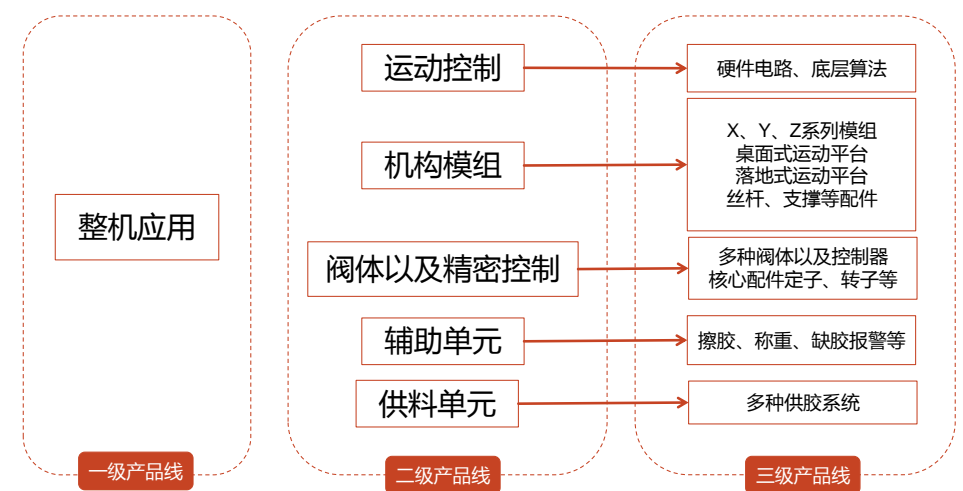 整机应用
一级产品线
运动控制
机构模组
阀体以及精密控制
辅助单元
供料单元
二级产品线
硬件电路、底层算法
X、Y、Z系列模组
桌面式运动平台
落地式运动平台
丝杆、支撑等配件
多种阀体以及控制器
核心配件定子、转子等
擦胶、称重、缺胶报警等
多种供胶系统
三级产品线